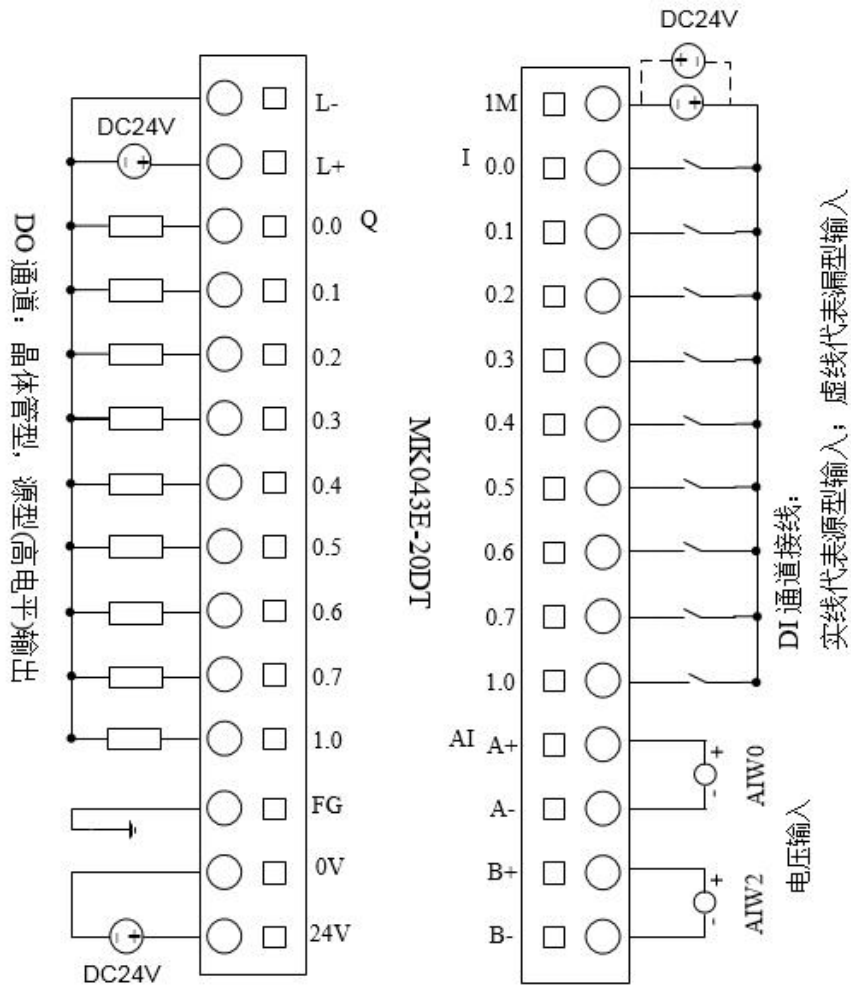 DC24V
L-
DC24V
L+
0.0 Q
0.1
0.2
0.3
0.4
0.5
0.6
0.7
1.0
FG
0V
24V
DC24V
DO 通道：晶体管型，源型(高电平)输出
MK043E-20DT
DC24V
1M
I 0.0
0.1
0.2
0.3
0.4
0.5
0.6
0.7
1.0
AI A+
A-
B+
B-
AIW0
AIW2
电压输入
DI 通道接线：
实线代表源型输入；虚线代表漏型输入